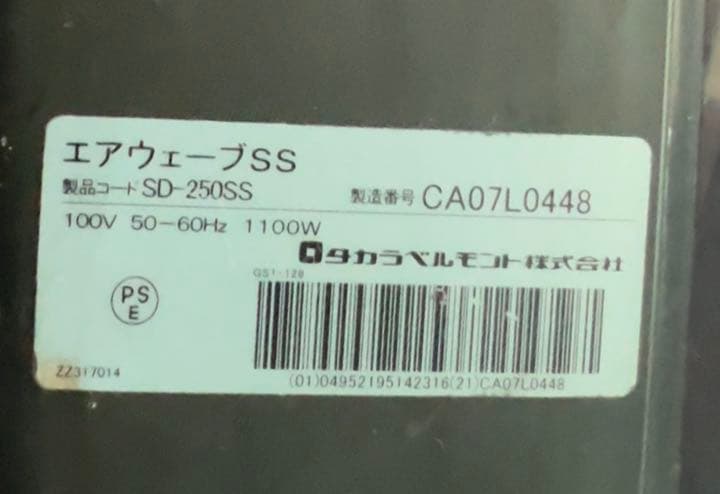 エアウェーブSS
製品コード SD-250SS 製造番号 CA07L0448
100V 50-60Hz 1100W
タカラベルモント株式会社
GS1-128
PS
E
ZZ317014
(01)04952195142316(21)CA07L0448